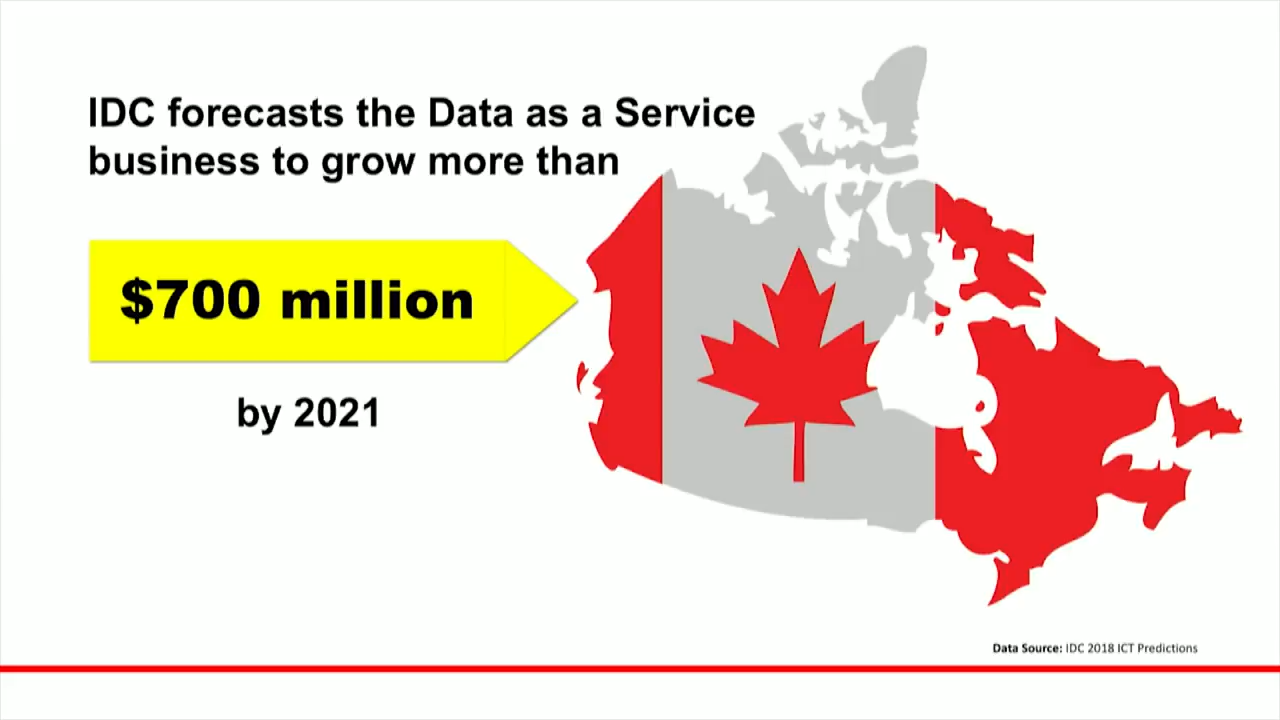 IDC forecasts the Data as a Service
business to grow more than
$700 million
by 2021
Data Source: IDC 2018 ICT Predictions